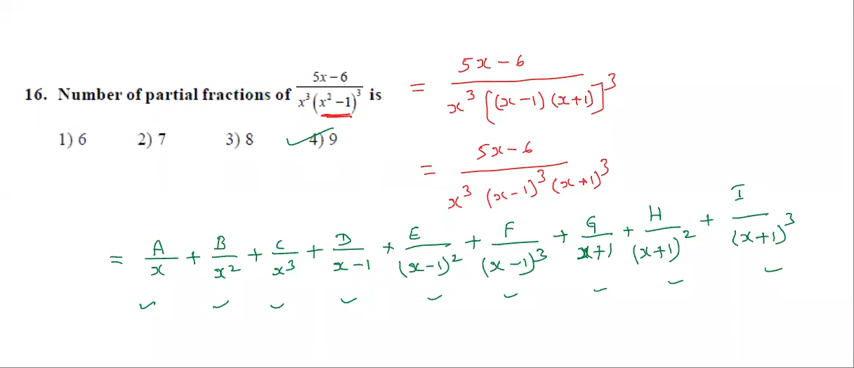 16. Number of partial fractions of (5x−6)/(x³(x²−1)³) is
1) 6 2) 7 3) 8 4) 9
= (5x−6)/(x³[(x−1)(x+1)]³)
= (5x−6)/(x³(x−1)³(x+1)³)
= A/x + B/x² + C/x³ + D/(x−1) + E/(x−1)² + F/(x−1)³ + G/(x+1) + H/(x+1)² + I/(x+1)³